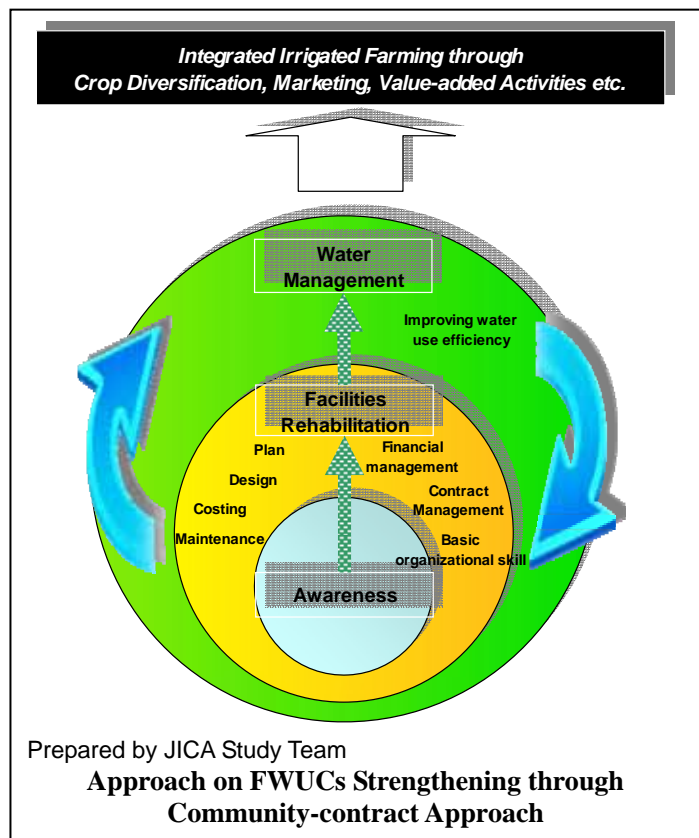 Integrated Irrigated Farming through
Crop Diversification, Marketing, Value-added Activities etc.
Water
Management
Improving water
use efficiency
Facilities
Rehabilitation
Plan
Design
Costing
Maintenance
Financial
management
Contract
Management
Basic
organizational skill
Awareness
Prepared by JICA Study Team
Approach on FWUCs Strengthening through
Community-contract Approach